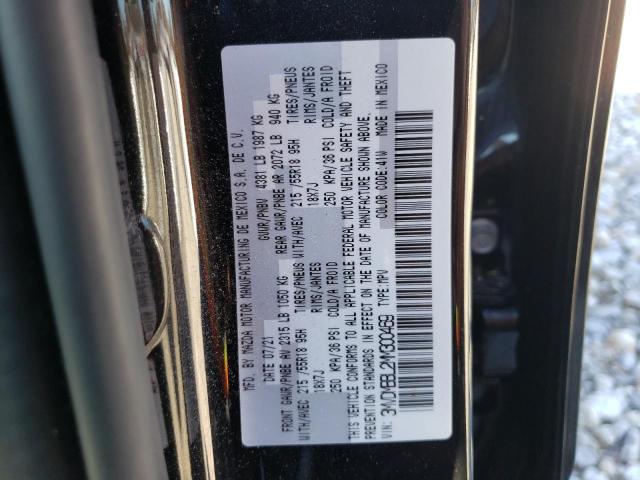 MFD. BY MAZDA MOTOR MANUFACTURING DE MEXICO S.A. DE C.V.
DATE 07/21 GVWR/PNBV 4381 LB 1987 KG
FRONT GAWR/PNBE AV 2315 LB 1050 KG REAR GAWR/PNBE AR 2072 LB 940 KG
WITH/AVEC 215/55R18 95H TIRES/PNEUS WITH/AVEC 215/55R18 95H TIRES/PNEUS
18X7J RIMS/JANTES 18X7J RIMS/JANTES
250 KPA/36 PSI COLD/A FROID 250 KPA/36 PSI COLD/A FROID
THIS VEHICLE CONFORMS TO ALL APPLICABLE FEDERAL MOTOR VEHICLE SAFETY AND THEFT
PREVENTION STANDARDS IN EFFECT ON THE DATE OF MANUFACTURE SHOWN ABOVE.
VIN: 3MVDMBBL2MM300469 TYPE:MPV COLOR CODE:41W MADE IN MEXICO